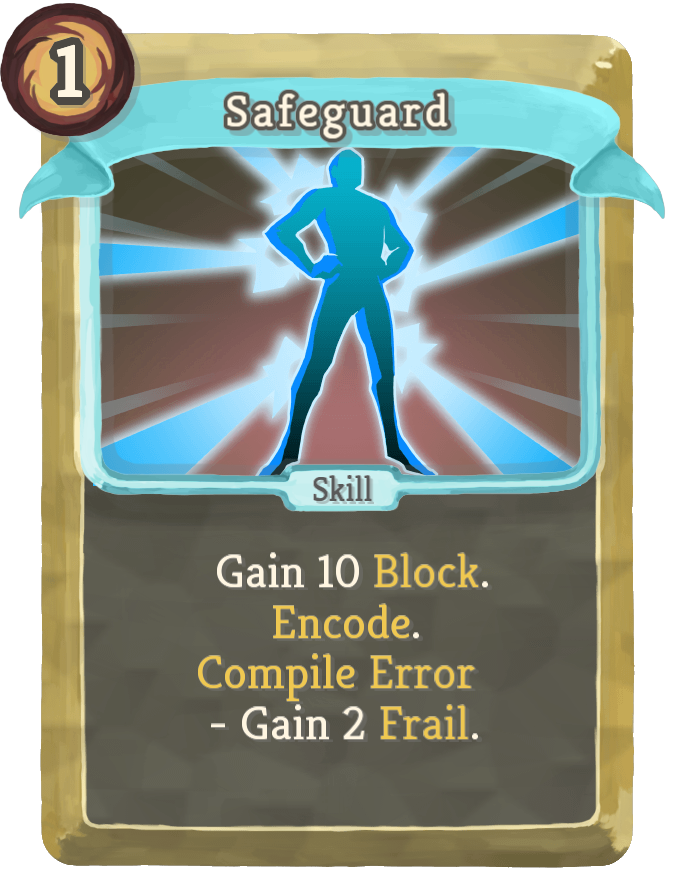 1
Safeguard
Skill
Gain 10 Block.
Encode.
Compile Error
- Gain 2 Frail.